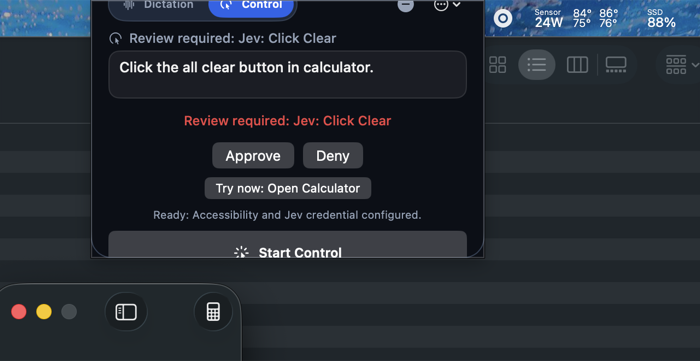 Dictation
Control
Sensor
24W
84° 86°
75° 76°
SSD
88%
Review required: Jev: Click Clear
Click the all clear button in calculator.
Review required: Jev: Click Clear
Approve
Deny
Try now: Open Calculator
Ready: Accessibility and Jev credential configured.
Start Control